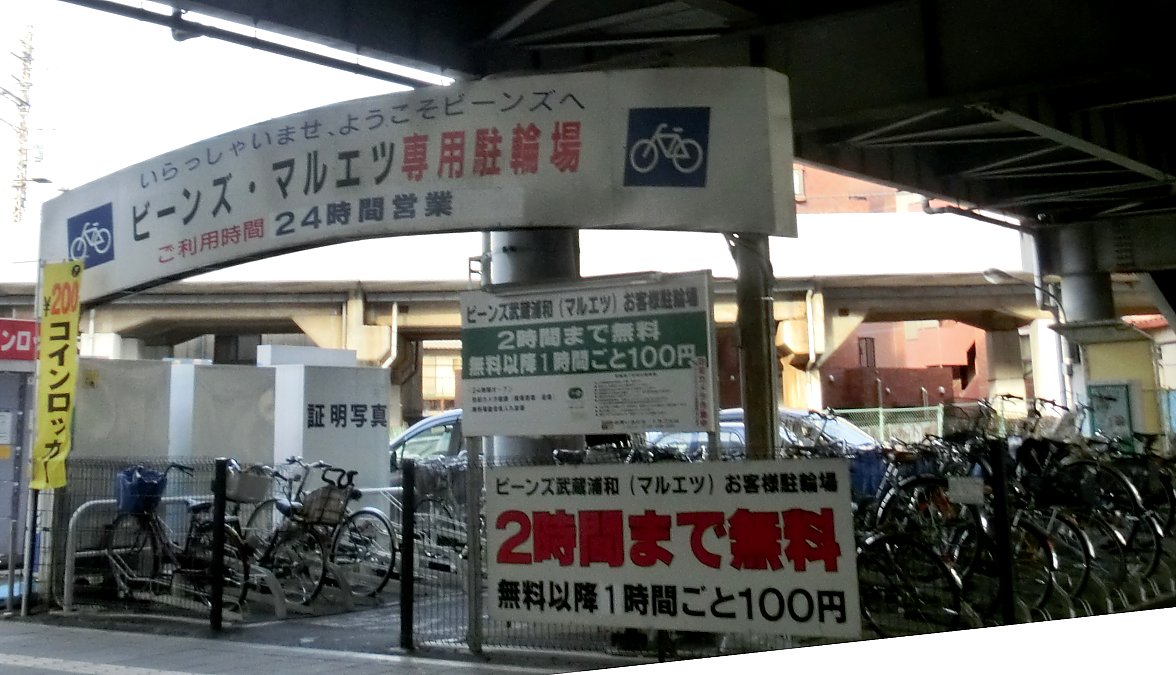 いらっしゃいませ、ようこそビーンズへ
ビーンズ・マルエツ専用駐輪場
ご利用時間 24時間営業
コインロッカー
証明写真
ビーンズ武蔵浦和（マルエツ）お客様駐輪場
2時間まで無料
無料以降1時間ごと100円
ビーンズ武蔵浦和（マルエツ）お客様駐輪場
2時間まで無料
無料以降1時間ごと100円